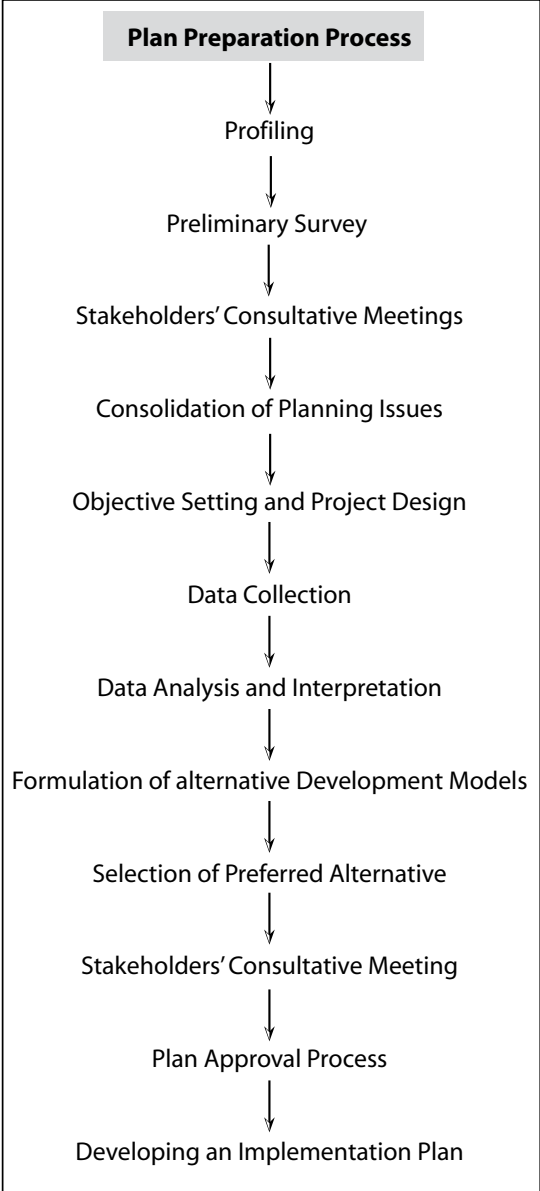 Plan Preparation Process
Profiling
Preliminary Survey
Stakeholders’ Consultative Meetings
Consolidation of Planning Issues
Objective Setting and Project Design
Data Collection
Data Analysis and Interpretation
Formulation of alternative Development Models
Selection of Preferred Alternative
Stakeholders’ Consultative Meeting
Plan Approval Process
Developing an Implementation Plan